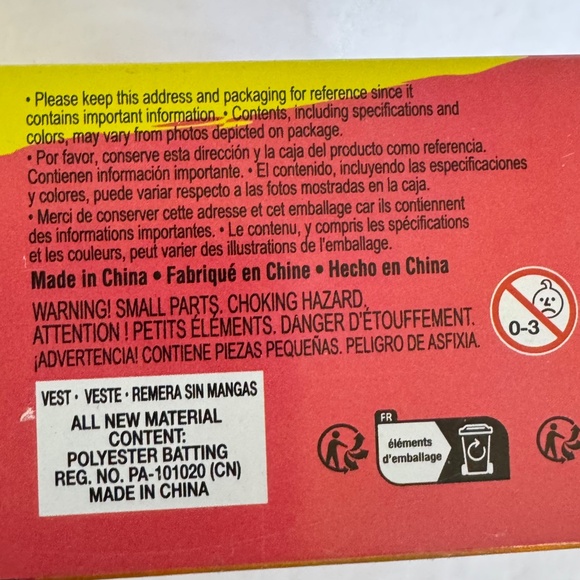 • Please keep this address and packaging for reference since it
contains important information. • Contents, including specifications and
colors, may vary from photos depicted on package.
• Por favor, conserve esta dirección y la caja del producto como referencia.
Contienen información importante. • El contenido, incluyendo las especificaciones
y colores, puede variar respecto a las fotos mostradas en la caja.
• Merci de conserver cette adresse et cet emballage car ils contiennent
des informations importantes. • Le contenu, y compris les spécifications
et les couleurs, peut varier des illustrations de l'emballage.
Made in China • Fabriqué en Chine • Hecho en China
WARNING! SMALL PARTS. CHOKING HAZARD.
ATTENTION ! PETITS ÉLÉMENTS. DANGER D'ÉTOUFFEMENT.
¡ADVERTENCIA! CONTIENE PIEZAS PEQUEÑAS. PELIGRO DE ASFIXIA.
0-3
VEST • VESTE • REMERA SIN MANGAS
ALL NEW MATERIAL
CONTENT:
POLYESTER BATTING
REG. NO. PA-101020 (CN)
MADE IN CHINA
FR
éléments
d'emballage